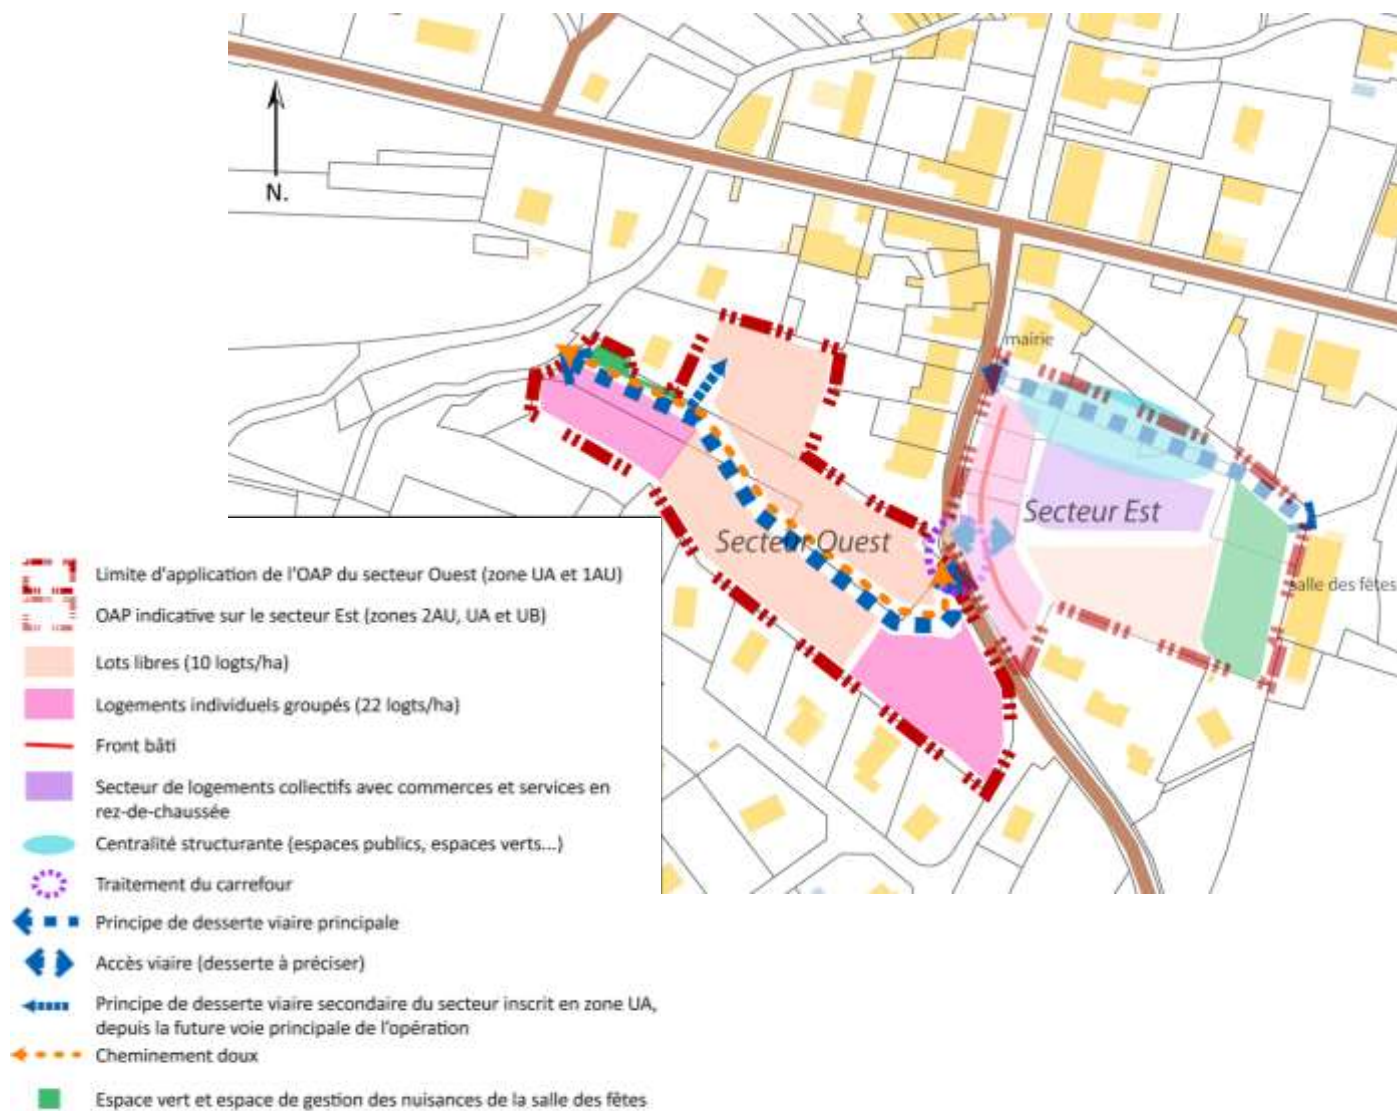 N.
mairie
Secteur Est
Secteur Ouest
salle des fêtes
Limite d'application de l'OAP du secteur Ouest (zone UA et 1AU)
OAP indicative sur le secteur Est (zones 2AU, UA et UB)
Lots libres (10 logts/ha)
Logements individuels groupés (22 logts/ha)
Front bâti
Secteur de logements collectifs avec commerces et services en
rez-de-chaussée
Centralité structurante (espaces publics, espaces verts...)
Traitement du carrefour
Principe de desserte viaire principale
Accès viaire (desserte à préciser)
Principe de desserte viaire secondaire du secteur inscrit en zone UA,
depuis la future voie principale de l'opération
Cheminement doux
Espace vert et espace de gestion des nuisances de la salle des fêtes